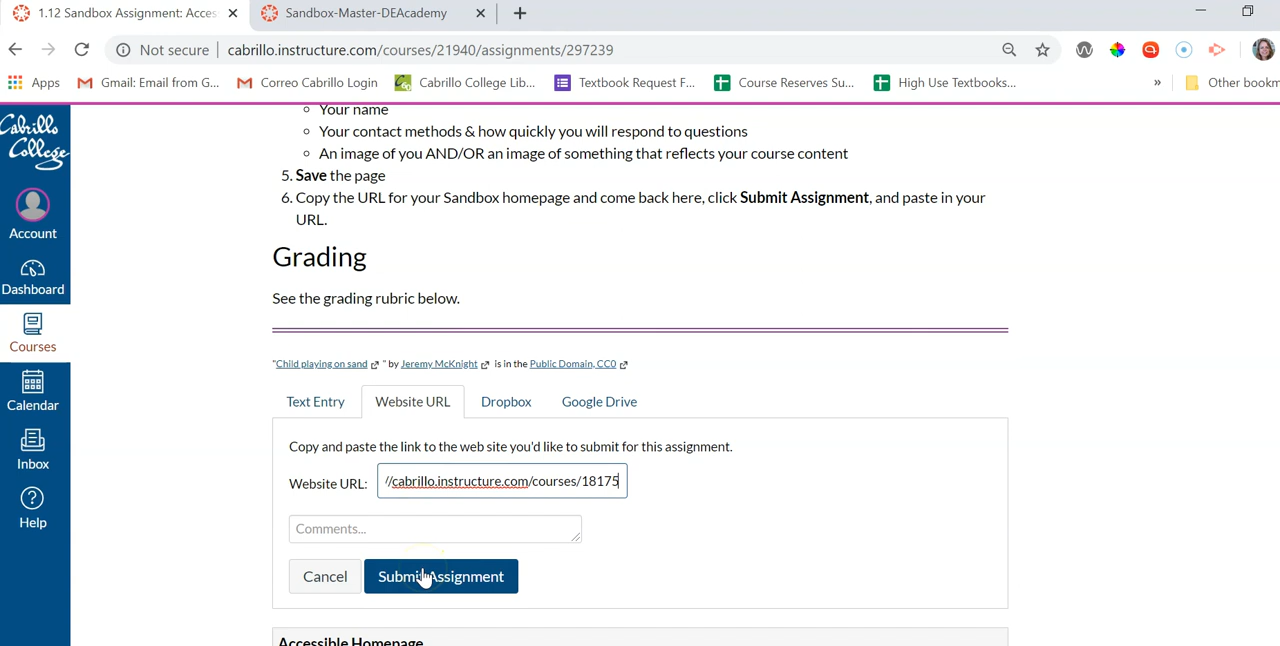 1.12 Sandbox Assignment: Acces
Sandbox-Master-DEAcademy
Not secure
cabrillo.instructure.com/courses/21940/assignments/297239
Apps
Gmail: Email from G...
Correo Cabrillo Login
Cabrillo College Lib...
Textbook Request F...
Course Reserves Su...
High Use Textbooks...
»
Other bookm
Cabrillo
College
Account
Dashboard
Courses
Calendar
Inbox
Help
Your name
Your contact methods & how quickly you will respond to questions
An image of you AND/OR an image of something that reflects your course content
5. Save the page
6. Copy the URL for your Sandbox homepage and come back here, click Submit Assignment, and paste in your
URL.
Grading
See the grading rubric below.
"Child playing on sand " by Jeremy McKnight is in the Public Domain, CC0
Text Entry
Website URL
Dropbox
Google Drive
Copy and paste the link to the web site you'd like to submit for this assignment.
Website URL: //cabrillo.instructure.com/courses/18175
Comments...
Cancel
Submit Assignment
Accessible Homepage